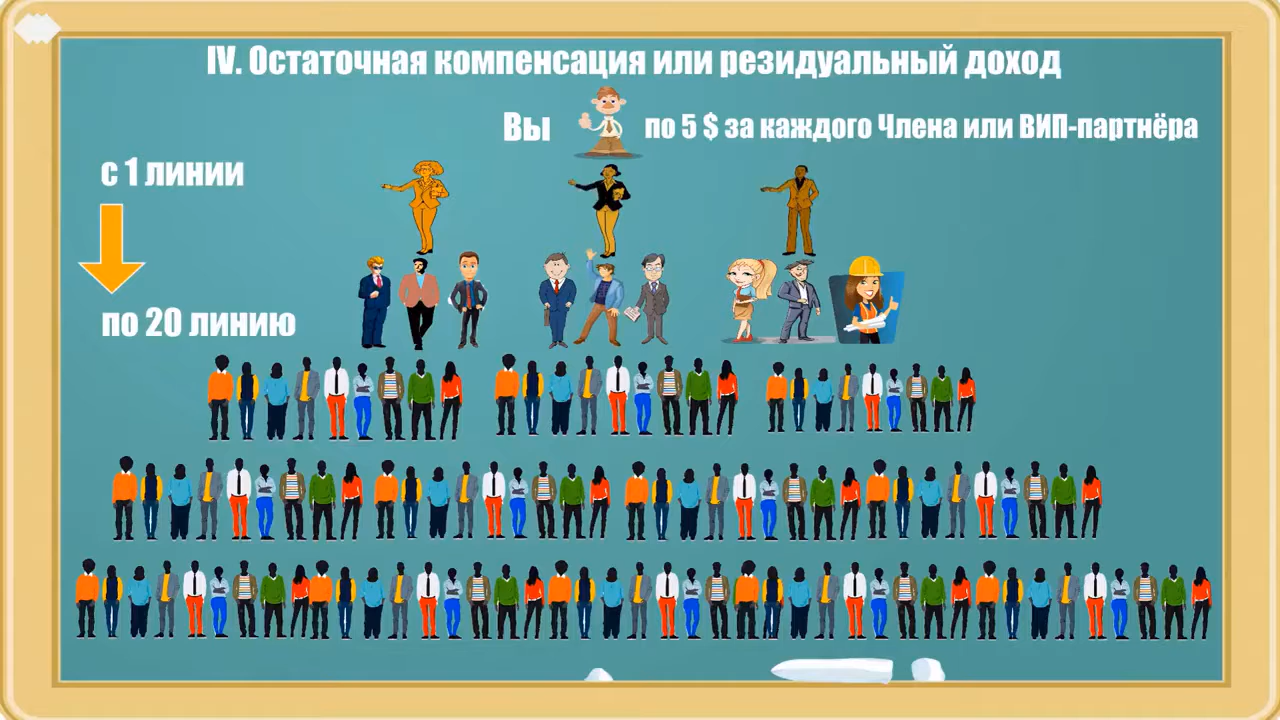 IV. Остаточная компенсация или резидуальный доход
Вы по 5 $ за каждого Члена или ВИП-партнёра
с 1 линии
по 20 линию